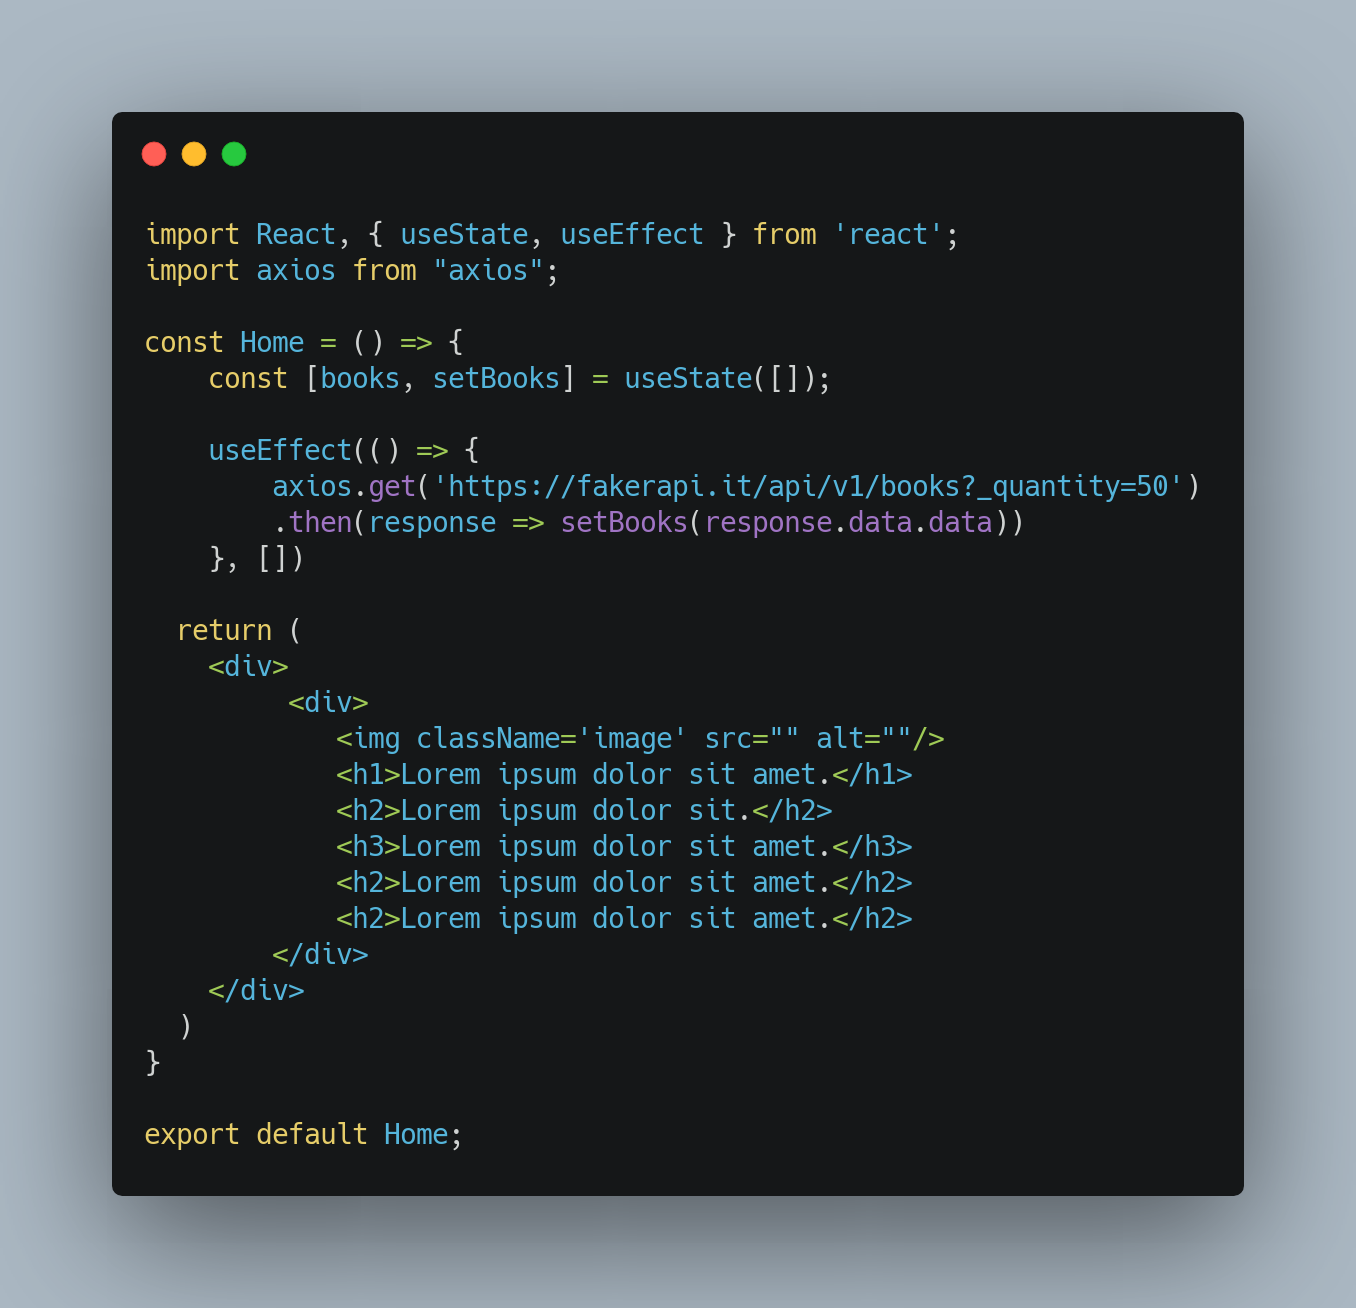 import React, { useState, useEffect } from 'react';
import axios from "axios";
const Home = () => {
    const [books, setBooks] = useState([]);
    useEffect(() => {
        axios.get('https://fakerapi.it/api/v1/books?_quantity=50')
        .then(response => setBooks(response.data.data))
    }, [])
  return (
    <div>
         <div>
            <img className='image' src="" alt=""/>
            <h1>Lorem ipsum dolor sit amet.</h1>
            <h2>Lorem ipsum dolor sit.</h2>
            <h3>Lorem ipsum dolor sit amet.</h3>
            <h2>Lorem ipsum dolor sit amet.</h2>
            <h2>Lorem ipsum dolor sit amet.</h2>
        </div>
    </div>
  )
}
export default Home;